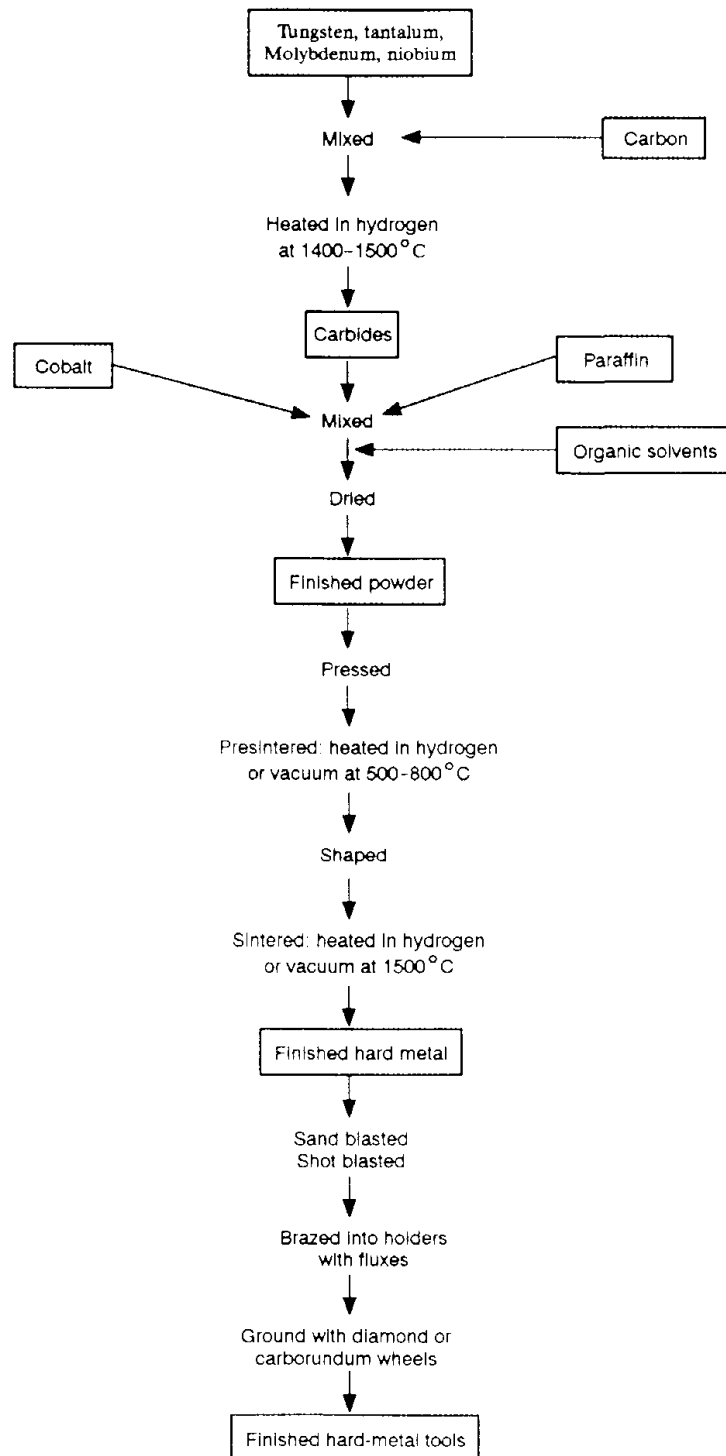 Tungsten, tantalum,
Molybdenum, niobium
Mixed
Carbon
Heated in hydrogen
at 1400-1500°C
Carbides
Cobalt
Paraffin
Mixed
Organic solvents
Dried
Finished powder
Pressed
Presintered: heated in hydrogen
or vacuum at 500-800°C
Shaped
Sintered: heated in hydrogen
or vacuum at 1500°C
Finished hard metal
Sand blasted
Shot blasted
Brazed into holders
with fluxes
Ground with diamond or
carborundum wheels
Finished hard-metal tools